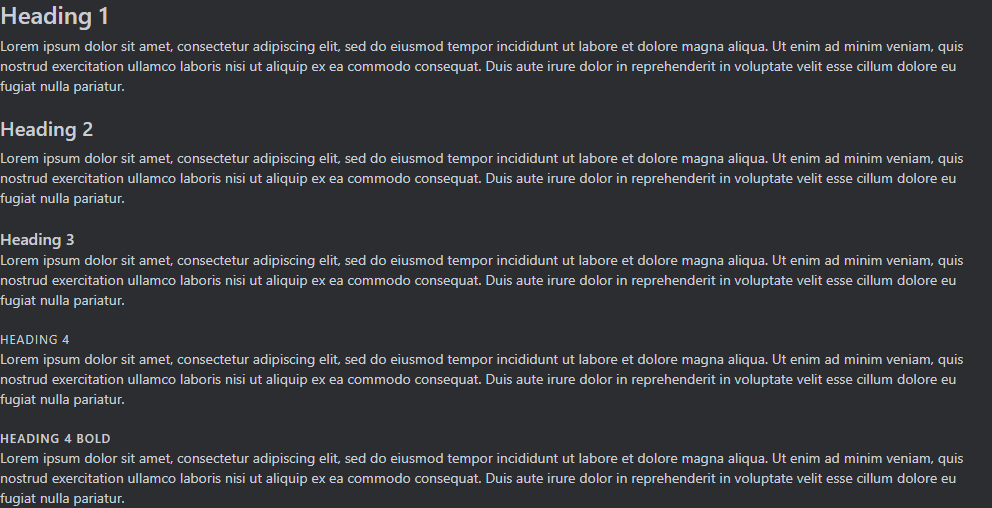 Heading 1
Lorem ipsum dolor sit amet, consectetur adipiscing elit, sed do eiusmod tempor incididunt ut labore et dolore magna aliqua. Ut enim ad minim veniam, quis
nostrud exercitation ullamco laboris nisi ut aliquip ex ea commodo consequat. Duis aute irure dolor in reprehenderit in voluptate velit esse cillum dolore eu
fugiat nulla pariatur.
Heading 2
Lorem ipsum dolor sit amet, consectetur adipiscing elit, sed do eiusmod tempor incididunt ut labore et dolore magna aliqua. Ut enim ad minim veniam, quis
nostrud exercitation ullamco laboris nisi ut aliquip ex ea commodo consequat. Duis aute irure dolor in reprehenderit in voluptate velit esse cillum dolore eu
fugiat nulla pariatur.
Heading 3
Lorem ipsum dolor sit amet, consectetur adipiscing elit, sed do eiusmod tempor incididunt ut labore et dolore magna aliqua. Ut enim ad minim veniam, quis
nostrud exercitation ullamco laboris nisi ut aliquip ex ea commodo consequat. Duis aute irure dolor in reprehenderit in voluptate velit esse cillum dolore eu
fugiat nulla pariatur.
HEADING 4
Lorem ipsum dolor sit amet, consectetur adipiscing elit, sed do eiusmod tempor incididunt ut labore et dolore magna aliqua. Ut enim ad minim veniam, quis
nostrud exercitation ullamco laboris nisi ut aliquip ex ea commodo consequat. Duis aute irure dolor in reprehenderit in voluptate velit esse cillum dolore eu
fugiat nulla pariatur.
HEADING 4 BOLD
Lorem ipsum dolor sit amet, consectetur adipiscing elit, sed do eiusmod tempor incididunt ut labore et dolore magna aliqua. Ut enim ad minim veniam, quis
nostrud exercitation ullamco laboris nisi ut aliquip ex ea commodo consequat. Duis aute irure dolor in reprehenderit in voluptate velit esse cillum dolore eu
fugiat nulla pariatur.